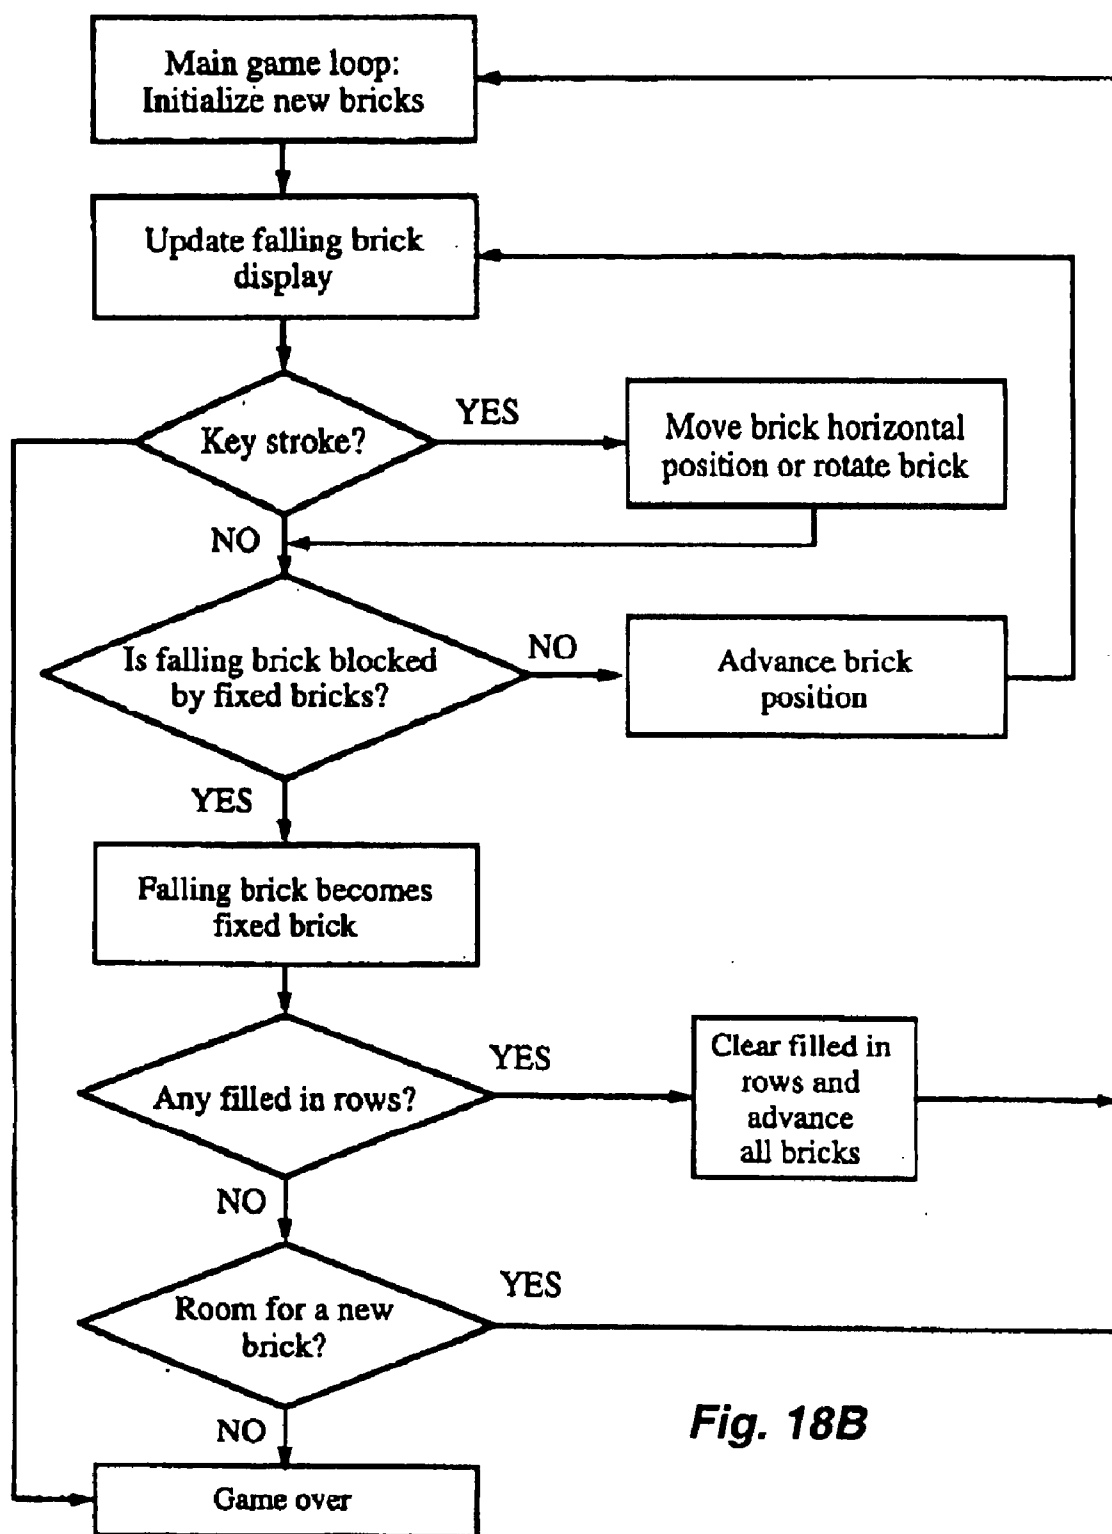 Main game loop:
Initialize new bricks
Update falling brick
display
Key stroke?
YES
Move brick horizontal
position or rotate brick
NO
Is falling brick blocked
by fixed bricks?
NO
Advance brick
position
YES
Falling brick becomes
fixed brick
Any filled in rows?
YES
Clear filled in
rows and
advance
all bricks
NO
Room for a new
brick?
YES
NO
Game over
Fig. 18B